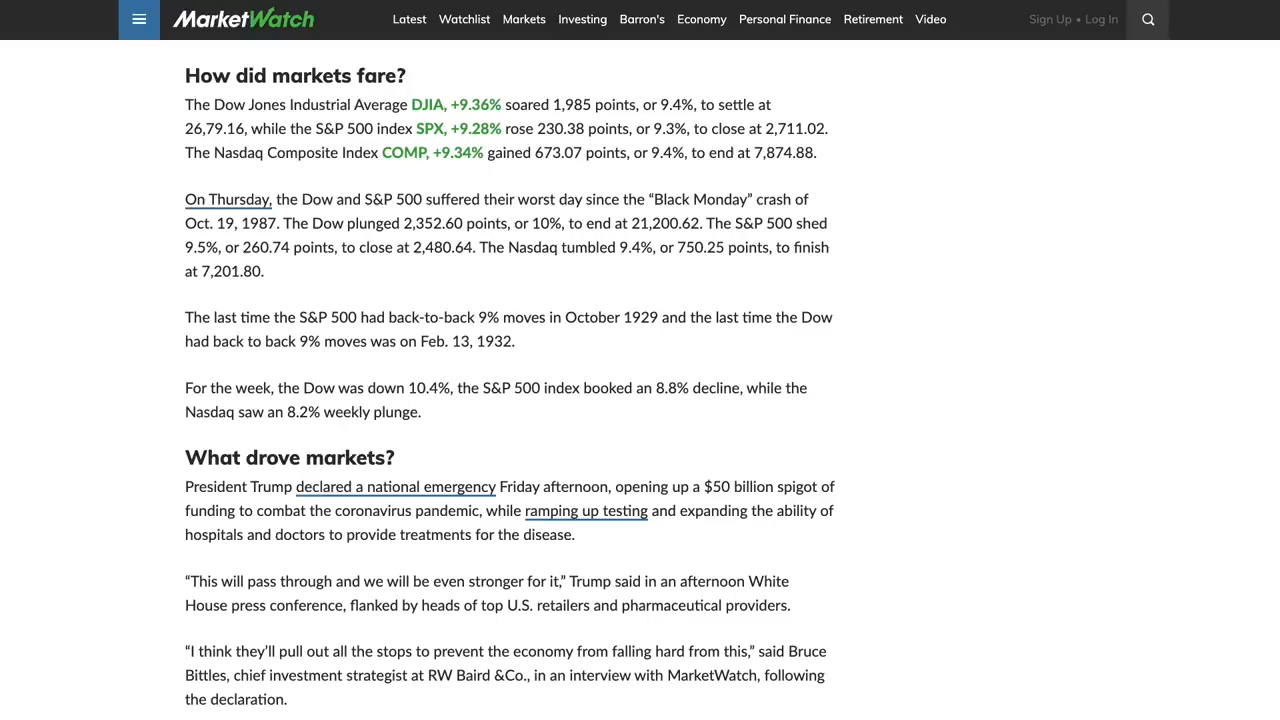 MarketWatch Latest Watchlist Markets Investing Barron's Economy Personal Finance Retirement Video Sign Up • Log In
How did markets fare?
The Dow Jones Industrial Average DJIA, +9.36% soared 1,985 points, or 9.4%, to settle at
26,79.16, while the S&P 500 index SPX, +9.28% rose 230.38 points, or 9.3%, to close at 2,711.02.
The Nasdaq Composite Index COMP, +9.34% gained 673.07 points, or 9.4%, to end at 7,874.88.
On Thursday, the Dow and S&P 500 suffered their worst day since the “Black Monday” crash of
Oct. 19, 1987. The Dow plunged 2,352.60 points, or 10%, to end at 21,200.62. The S&P 500 shed
9.5%, or 260.74 points, to close at 2,480.64. The Nasdaq tumbled 9.4%, or 750.25 points, to finish
at 7,201.80.
The last time the S&P 500 had back-to-back 9% moves in October 1929 and the last time the Dow
had back to back 9% moves was on Feb. 13, 1932.
For the week, the Dow was down 10.4%, the S&P 500 index booked an 8.8% decline, while the
Nasdaq saw an 8.2% weekly plunge.
What drove markets?
President Trump declared a national emergency Friday afternoon, opening up a $50 billion spigot of
funding to combat the coronavirus pandemic, while ramping up testing and expanding the ability of
hospitals and doctors to provide treatments for the disease.
“This will pass through and we will be even stronger for it,” Trump said in an afternoon White
House press conference, flanked by heads of top U.S. retailers and pharmaceutical providers.
“I think they’ll pull out all the stops to prevent the economy from falling hard from this,” said Bruce
Bittles, chief investment strategist at RW Baird &Co., in an interview with MarketWatch, following
the declaration.